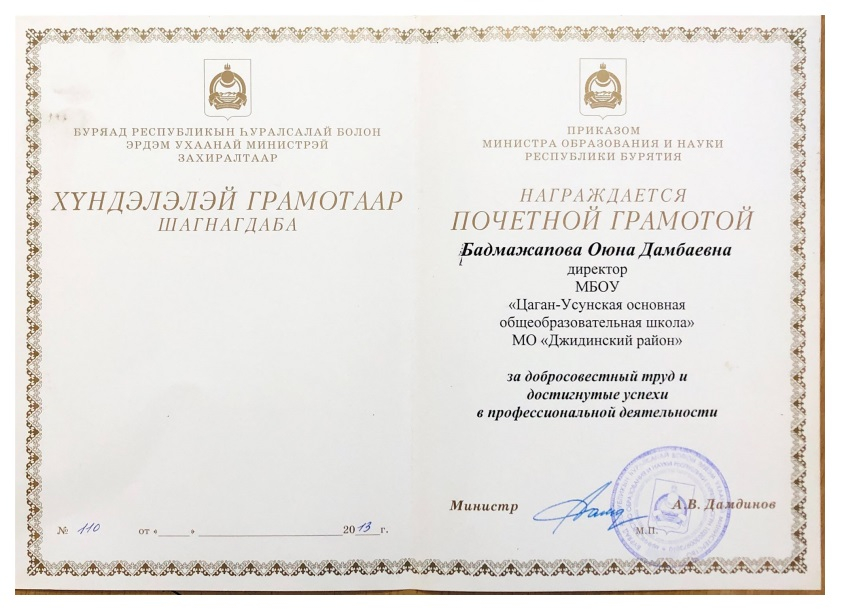 БУРЯАД РЕСПУБЛИКЫН ҺУРАЛСАЛАЙ БОЛОН
ЭРДЭМ УХААНАЙ МИНИСТРЭЙ
ЗАХИРАЛТААР
ХҮНДЭЛЭЛЭЙ ГРАМОТААР
ШАГНАГДАБА
№ 110 от « » 2013 г.
ПРИКАЗОМ
МИНИСТРА ОБРАЗОВАНИЯ И НАУКИ
РЕСПУБЛИКИ БУРЯТИЯ
НАГРАЖДАЕТСЯ
ПОЧЕТНОЙ ГРАМОТОЙ
Бадмажапова Оюна Дамбаевна
директор
МБОУ
«Цаган-Усунская основная
общеобразовательная школа»
МО «Джидинский район»
за добросовестный труд и
достигнутые успехи
в профессиональной деятельности
Министр А.В. Дамдинов
М.П.